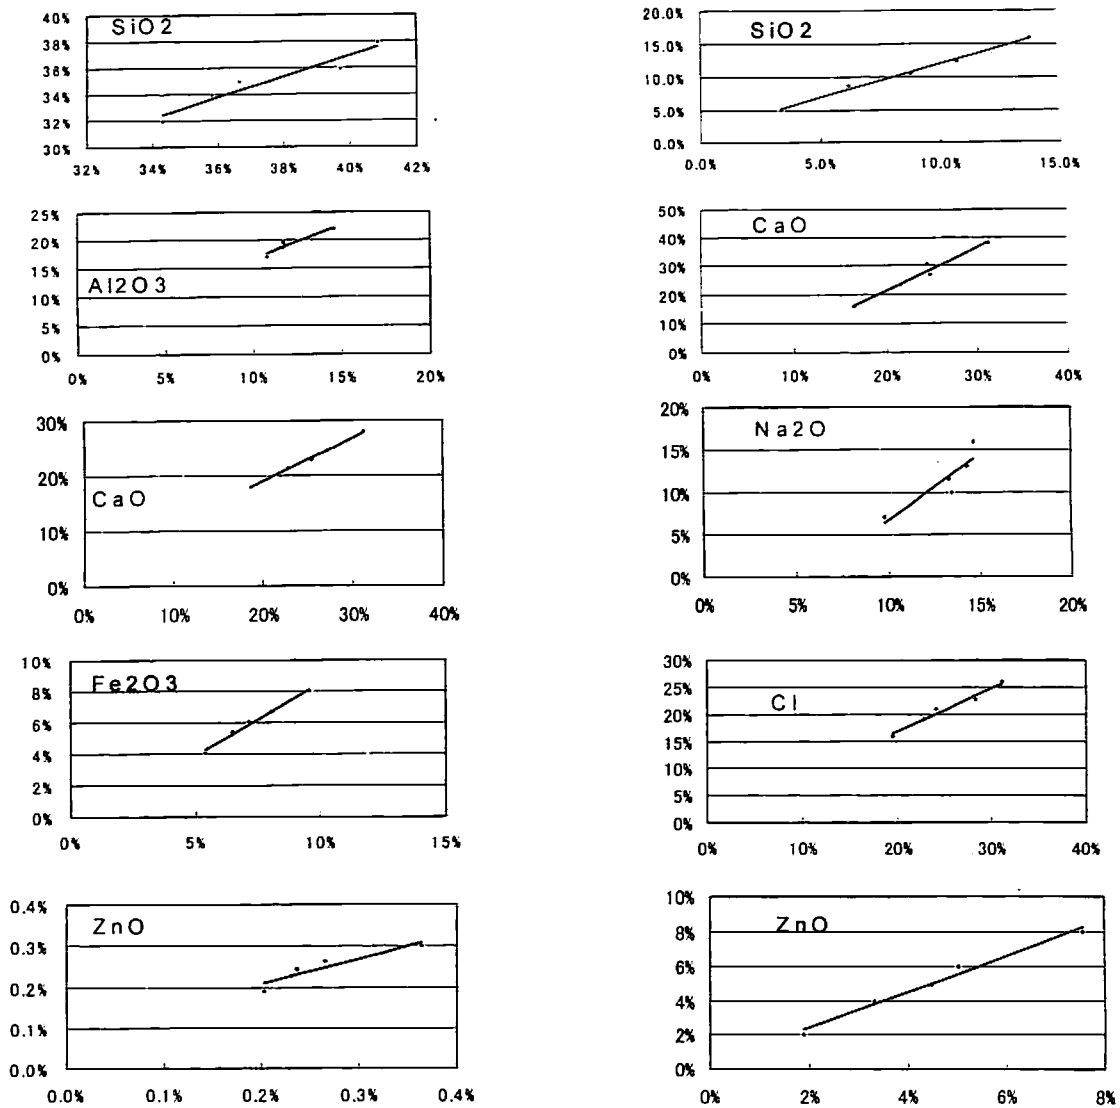 SiO2
40%
38%
36%
34%
32%
30%
32% 34% 36% 38% 40% 42%
SiO2
20.0%
15.0%
10.0%
5.0%
0.0%
0.0% 5.0% 10.0% 15.0%
Al2O3
25%
20%
15%
10%
5%
0%
0% 5% 10% 15% 20%
CaO
50%
40%
30%
20%
10%
0%
0% 10% 20% 30% 40%
CaO
30%
20%
10%
0%
0% 10% 20% 30% 40%
Na2O
20%
15%
10%
5%
0%
0% 5% 10% 15% 20%
Fe2O3
10%
8%
6%
4%
2%
0%
0% 5% 10% 15%
Cl
30%
25%
20%
15%
10%
5%
0%
0% 10% 20% 30% 40%
ZnO
0.4%
0.3%
0.2%
0.1%
0.0%
0.0% 0.1% 0.2% 0.3% 0.4%
ZnO
10%
8%
6%
4%
2%
0%
0% 2% 4% 6% 8%